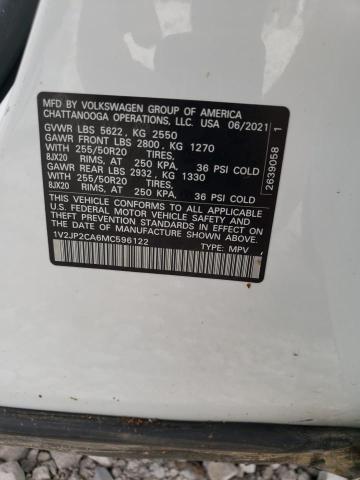 MFD BY VOLKSWAGEN GROUP OF AMERICA
CHATTANOOGA OPERATIONS, LLC. USA 06/2021
GVWR LBS 5622, KG 2550
GAWR FRONT LBS 2800, KG 1270
WITH 255/50R20 TIRES,
8JX20 RIMS, AT 250 KPA, 36 PSI COLD
GAWR REAR LBS 2932, KG 1330
WITH 255/50R20 TIRES,
8JX20 RIMS, AT 250 KPA, 36 PSI COLD
THIS VEHICLE CONFORMS TO ALL APPLICABLE
U.S. FEDERAL MOTOR VEHICLE SAFETY AND
THEFT PREVENTION STANDARDS IN EFFECT
ON THE DATE OF MANUFACTURE SHOWN ABOVE.
1V2JP2CA6MC596122 TYPE: MPV
2639058 1